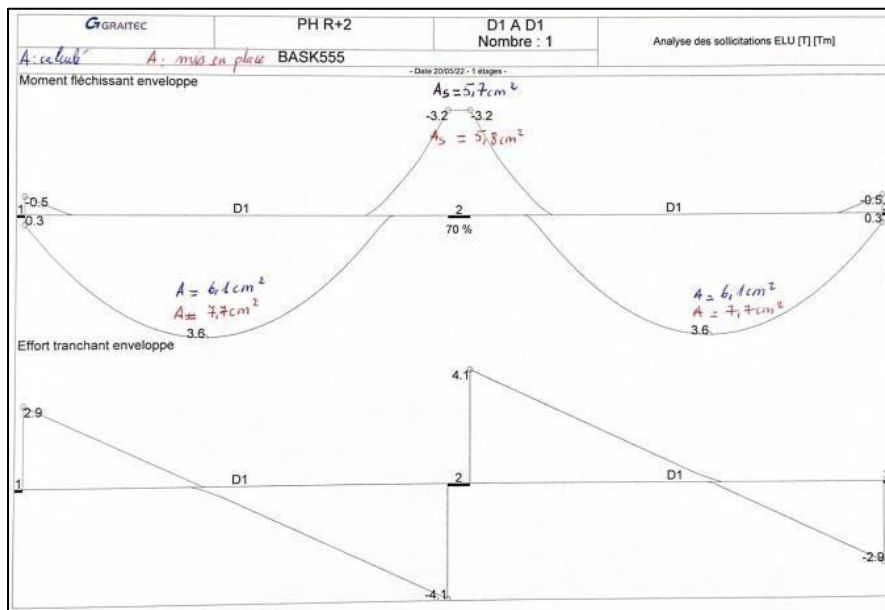 GRAITEC
PH R+2
D1 A D1
Nombre : 1
Analyse des sollicitations ELU [T] [Tm]
A: calculé A: mis en place BASK555
- Date 20/05/22 - 1 étages -
Moment fléchissant enveloppe
As = 5,7 cm²
-3.2 -3.2
As = 5,8 cm²
-0.5 -0.5
1 D1 2 D1
0.3 70 % 0.3
A = 6,1 cm² A = 6,1 cm²
A = 7,7 cm² A = 7,7 cm²
3.6 3.6
Effort tranchant enveloppe
4.1
2.9
D1 2 D1
1
-2.9
-4.1